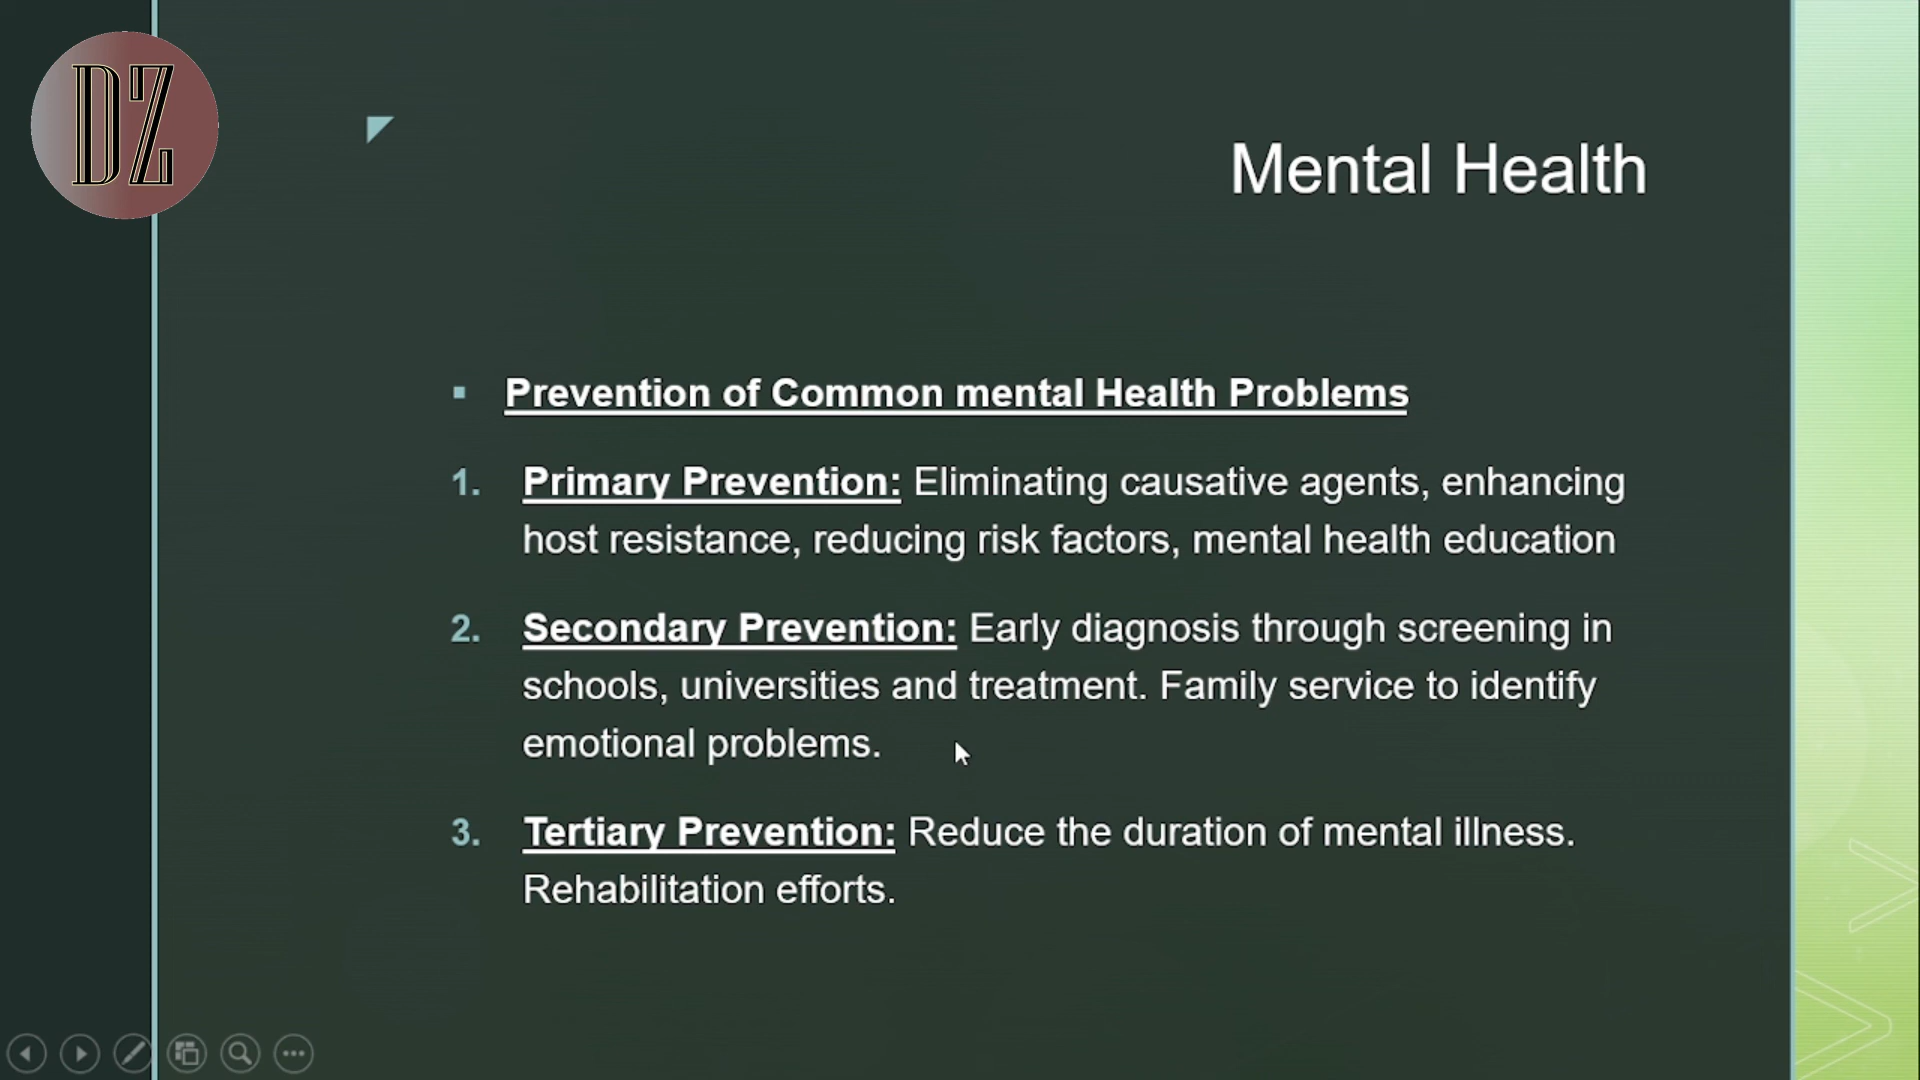 DZ
Mental Health
Prevention of Common mental Health Problems
1. Primary Prevention: Eliminating causative agents, enhancing
host resistance, reducing risk factors, mental health education
2. Secondary Prevention: Early diagnosis through screening in
schools, universities and treatment. Family service to identify
emotional problems.
3. Tertiary Prevention: Reduce the duration of mental illness.
Rehabilitation efforts.